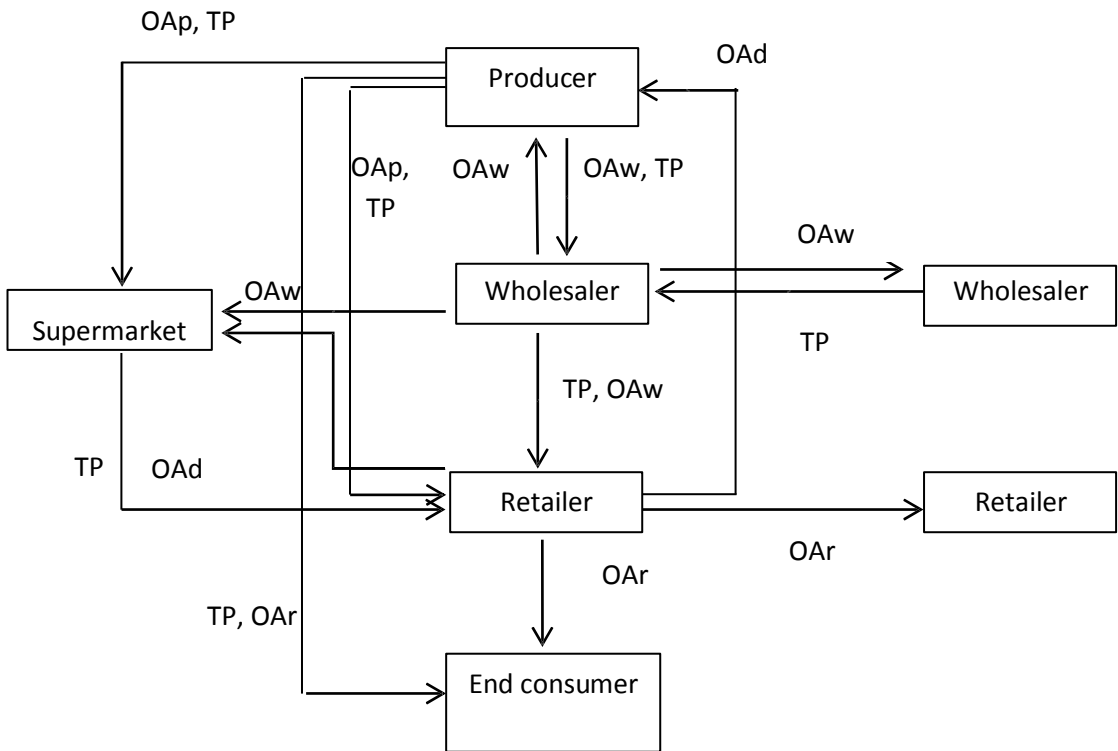 OAp, TP
OAd
Producer
OAp,
TP
OAw
OAw, TP
OAw
Wholesaler
Wholesaler
OAw
Supermarket
TP
TP, OAw
TP
OAd
Retailer
Retailer
OAr
OAr
TP, OAr
End consumer